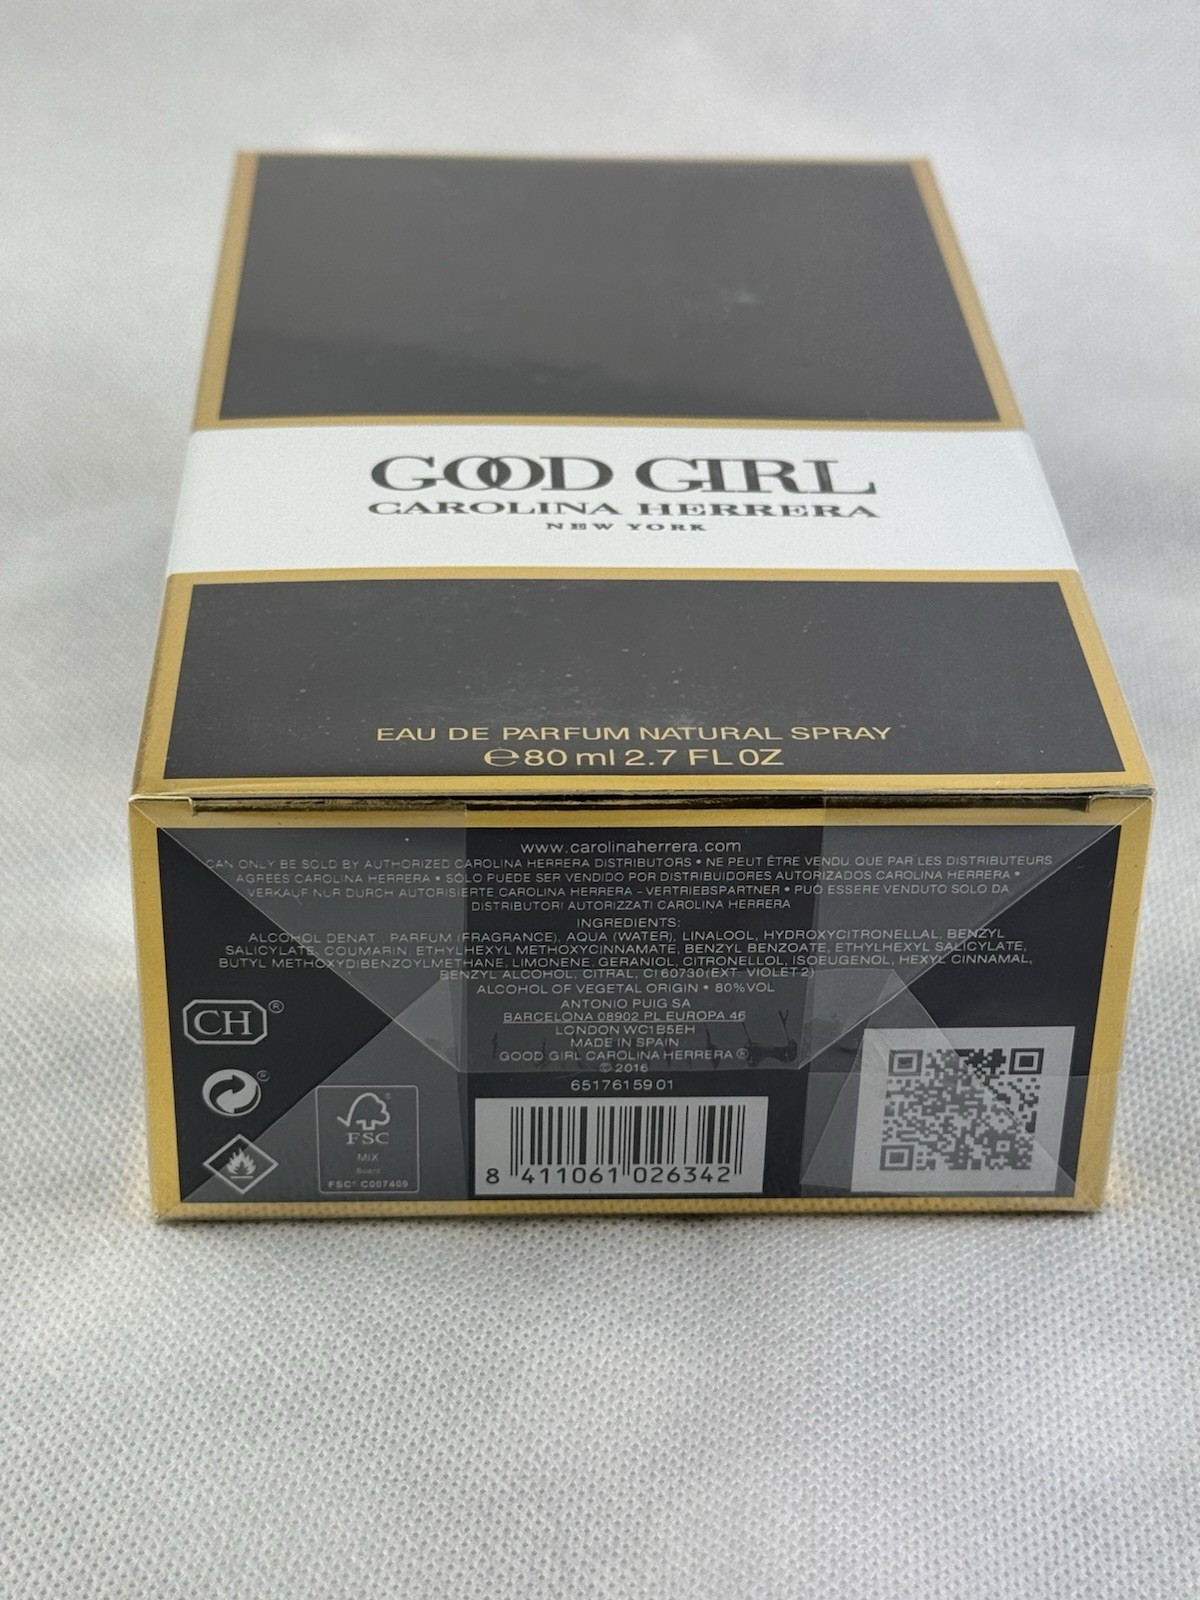 GOOD GIRL
CAROLINA HERRERA
NEW YORK
EAU DE PARFUM NATURAL SPRAY
℮80 ml 2.7 FL OZ
www.carolinaherrera.com
CAN ONLY BE SOLD BY AUTHORIZED CAROLINA HERRERA DISTRIBUTORS • NE PEUT ÊTRE VENDU QUE PAR LES DISTRIBUTEURS
AGREES CAROLINA HERRERA • SÓLO PUEDE SER VENDIDO POR DISTRIBUIDORES AUTORIZADOS CAROLINA HERRERA •
VERKAUF NUR DURCH AUTORISIERTE CAROLINA HERRERA - VERTRIEBSPARTNER • PUÒ ESSERE VENDUTO SOLO DA
DISTRIBUTORI AUTORIZZATI CAROLINA HERRERA
INGREDIENTS:
ALCOHOL DENAT., PARFUM (FRAGRANCE), AQUA (WATER), LINALOOL, HYDROXYCITRONELLAL, BENZYL
SALICYLATE, COUMARIN, ETHYLHEXYL METHOXYCINNAMATE, BENZYL BENZOATE, ETHYLHEXYL SALICYLATE,
BUTYL METHOXYDIBENZOYLMETHANE, LIMONENE, GERANIOL, CITRONELLOL, ISOEUGENOL, HEXYL CINNAMAL,
BENZYL ALCOHOL, CITRAL, CI 60730(EXT. VIOLET 2)
ALCOHOL OF VEGETAL ORIGIN • 80%VOL
ANTONIO PUIG SA
BARCELONA 08902 PL EUROPA 46
LONDON WC1B5EH
MADE IN SPAIN
GOOD GIRL CAROLINA HERRERA ®
© 2016
65176159 01
CH ®
FSC
MIX
Board
FSC® C007409
8 411061 026342